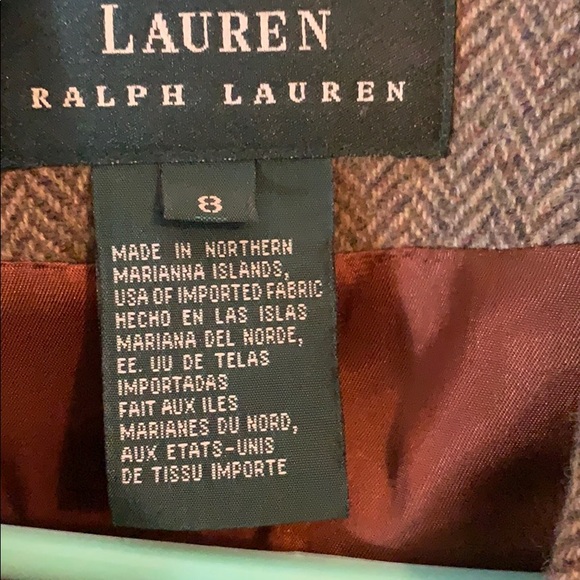 LAUREN
RALPH LAUREN
8
MADE IN NORTHERN
MARIANNA ISLANDS,
USA OF IMPORTED FABRIC
HECHO EN LAS ISLAS
MARIANA DEL NORDE,
EE. UU DE TELAS
IMPORTADAS
FAIT AUX ILES
MARIANES DU NORD,
AUX ETATS-UNIS
DE TISSU IMPORTE